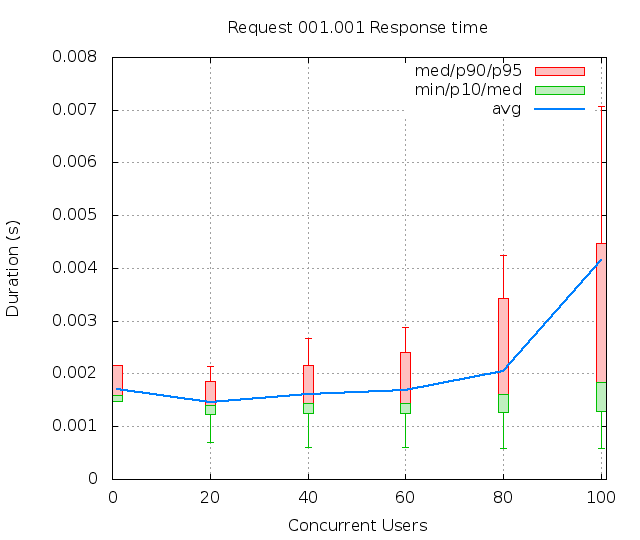 Request 001.001 Response time
0.008
med/p90/p95
min/p10/med
avg
0.007
0.006
0.005
0.004
0.003
0.002
0.001
0
Duration (s)
0 20 40 60 80 100
Concurrent Users